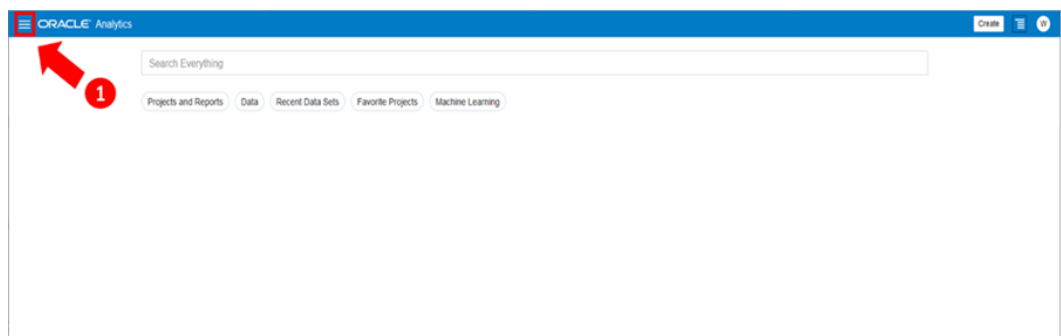 ORACLE Analytics
Create
W
Search Everything
1
Projects and Reports
Data
Recent Data Sets
Favorite Projects
Machine Learning